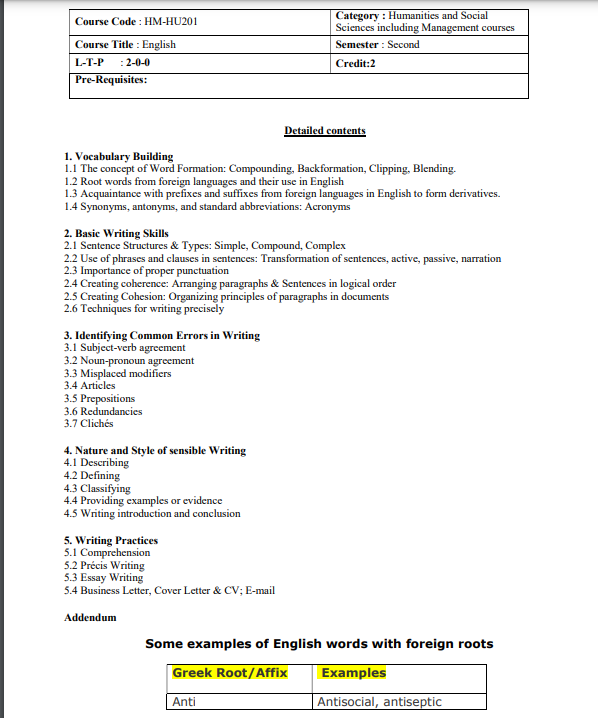 Course Code : HM-HU201
Category : Humanities and Social
Sciences including Management courses
Course Title : English
Semester : Second
L-T-P : 2-0-0
Credit:2
Pre-Requisites:
Detailed contents
1. Vocabulary Building
1.1 The concept of Word Formation: Compounding, Backformation, Clipping, Blending.
1.2 Root words from foreign languages and their use in English
1.3 Acquaintance with prefixes and suffixes from foreign languages in English to form derivatives.
1.4 Synonyms, antonyms, and standard abbreviations: Acronyms
2. Basic Writing Skills
2.1 Sentence Structures & Types: Simple, Compound, Complex
2.2 Use of phrases and clauses in sentences: Transformation of sentences, active, passive, narration
2.3 Importance of proper punctuation
2.4 Creating coherence: Arranging paragraphs & Sentences in logical order
2.5 Creating Cohesion: Organizing principles of paragraphs in documents
2.6 Techniques for writing precisely
3. Identifying Common Errors in Writing
3.1 Subject-verb agreement
3.2 Noun-pronoun agreement
3.3 Misplaced modifiers
3.4 Articles
3.5 Prepositions
3.6 Redundancies
3.7 Clichés
4. Nature and Style of sensible Writing
4.1 Describing
4.2 Defining
4.3 Classifying
4.4 Providing examples or evidence
4.5 Writing introduction and conclusion
5. Writing Practices
5.1 Comprehension
5.2 Précis Writing
5.3 Essay Writing
5.4 Business Letter, Cover Letter & CV; E-mail
Addendum
Some examples of English words with foreign roots
Greek Root/Affix Examples
Anti Antisocial, antiseptic